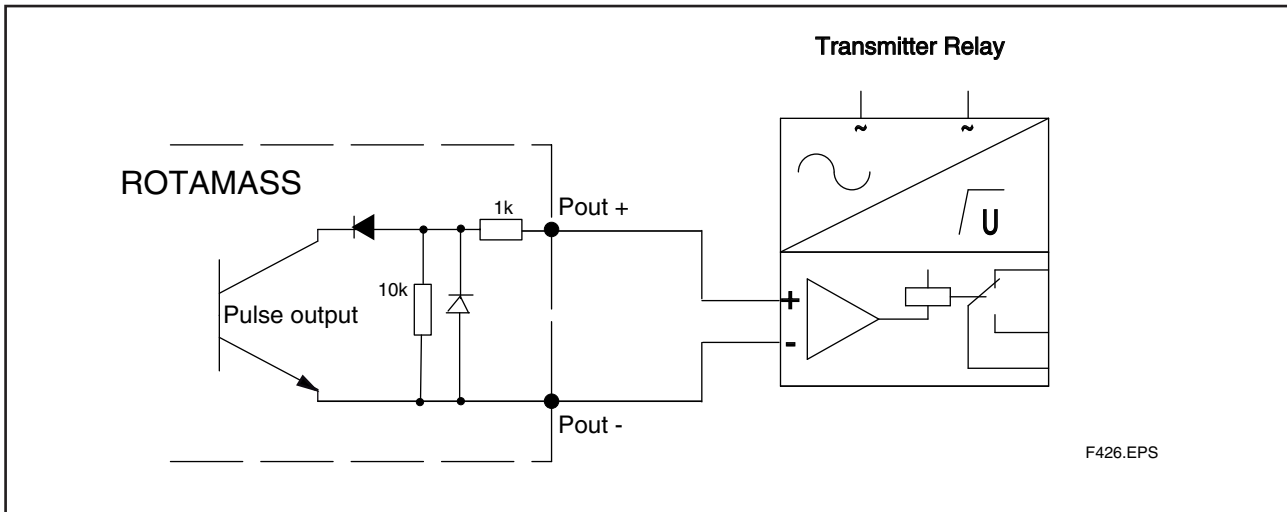 Transmitter Relay
~ ~
ROTAMASS
1k
Pout +
U
10k
Pulse output
+
-
Pout -
F426.EPS